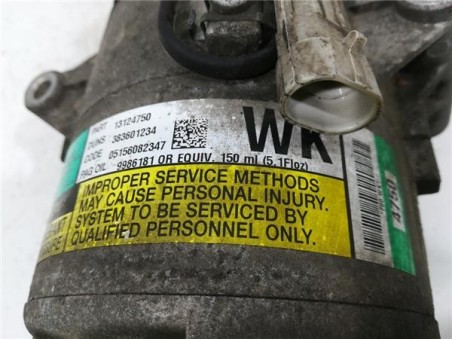 PART 13124750
DUNS 383601234
CODE 05156082347
PAG OIL 9986181 OR EQUIV. 150 ml (5.1Floz)
WK
IMPROPER SERVICE METHODS
MAY CAUSE PERSONAL INJURY.
SYSTEM TO BE SERVICED BY
QUALIFIED PERSONNEL ONLY.
4750